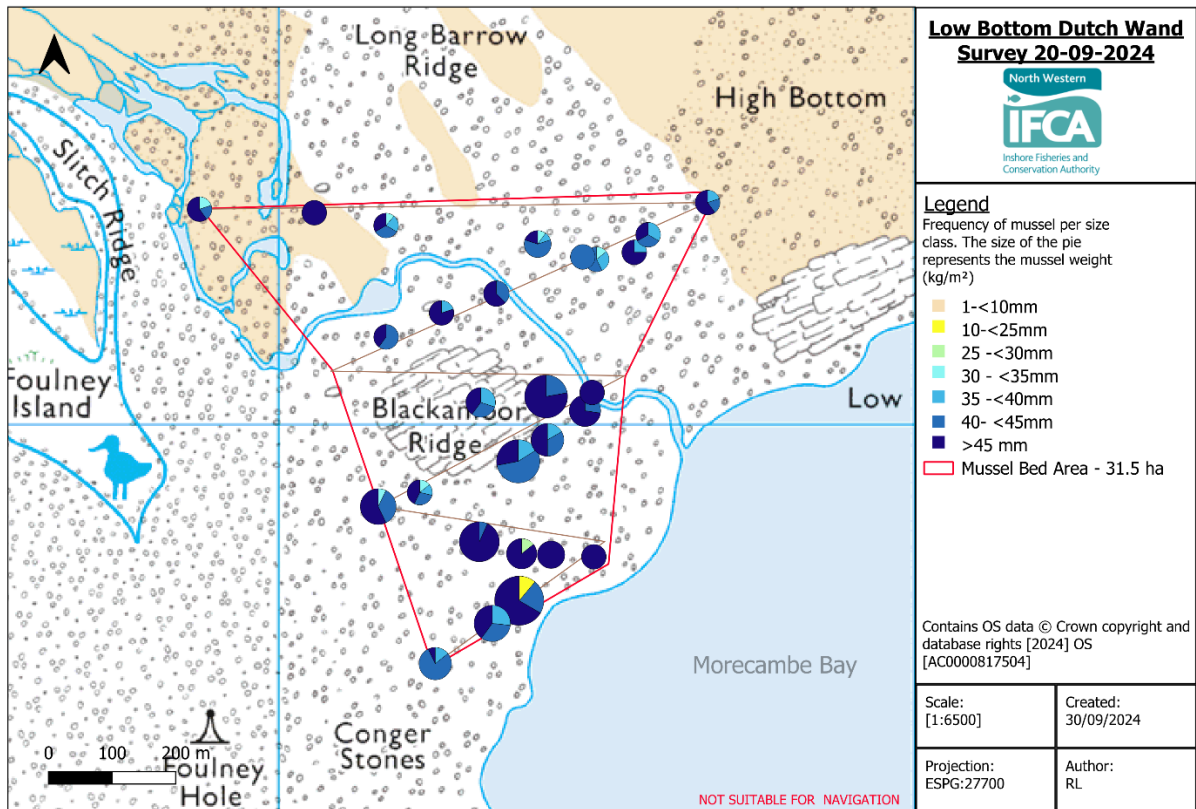 Long Barrow
Ridge
High Bottom
Slitch Ridge
Foulney
Island
Blackamoor
Ridge
Low
Morecambe Bay
Conger
Stones
0 100 200 m
Foulney
Hole
NOT SUITABLE FOR NAVIGATION
Low Bottom Dutch Wand
Survey 20-09-2024
North Western
IFCA
Inshore Fisheries and
Conservation Authority
Legend
Frequency of mussel per size
class. The size of the pie
represents the mussel weight
(kg/m²)
1-<10mm
10-<25mm
25 -<30mm
30 - <35mm
35 -<40mm
40- <45mm
>45 mm
Mussel Bed Area - 31.5 ha
Contains OS data © Crown copyright and
database rights [2024] OS
[AC0000817504]
Scale:
[1:6500]
Created:
30/09/2024
Projection:
ESPG:27700
Author:
RL